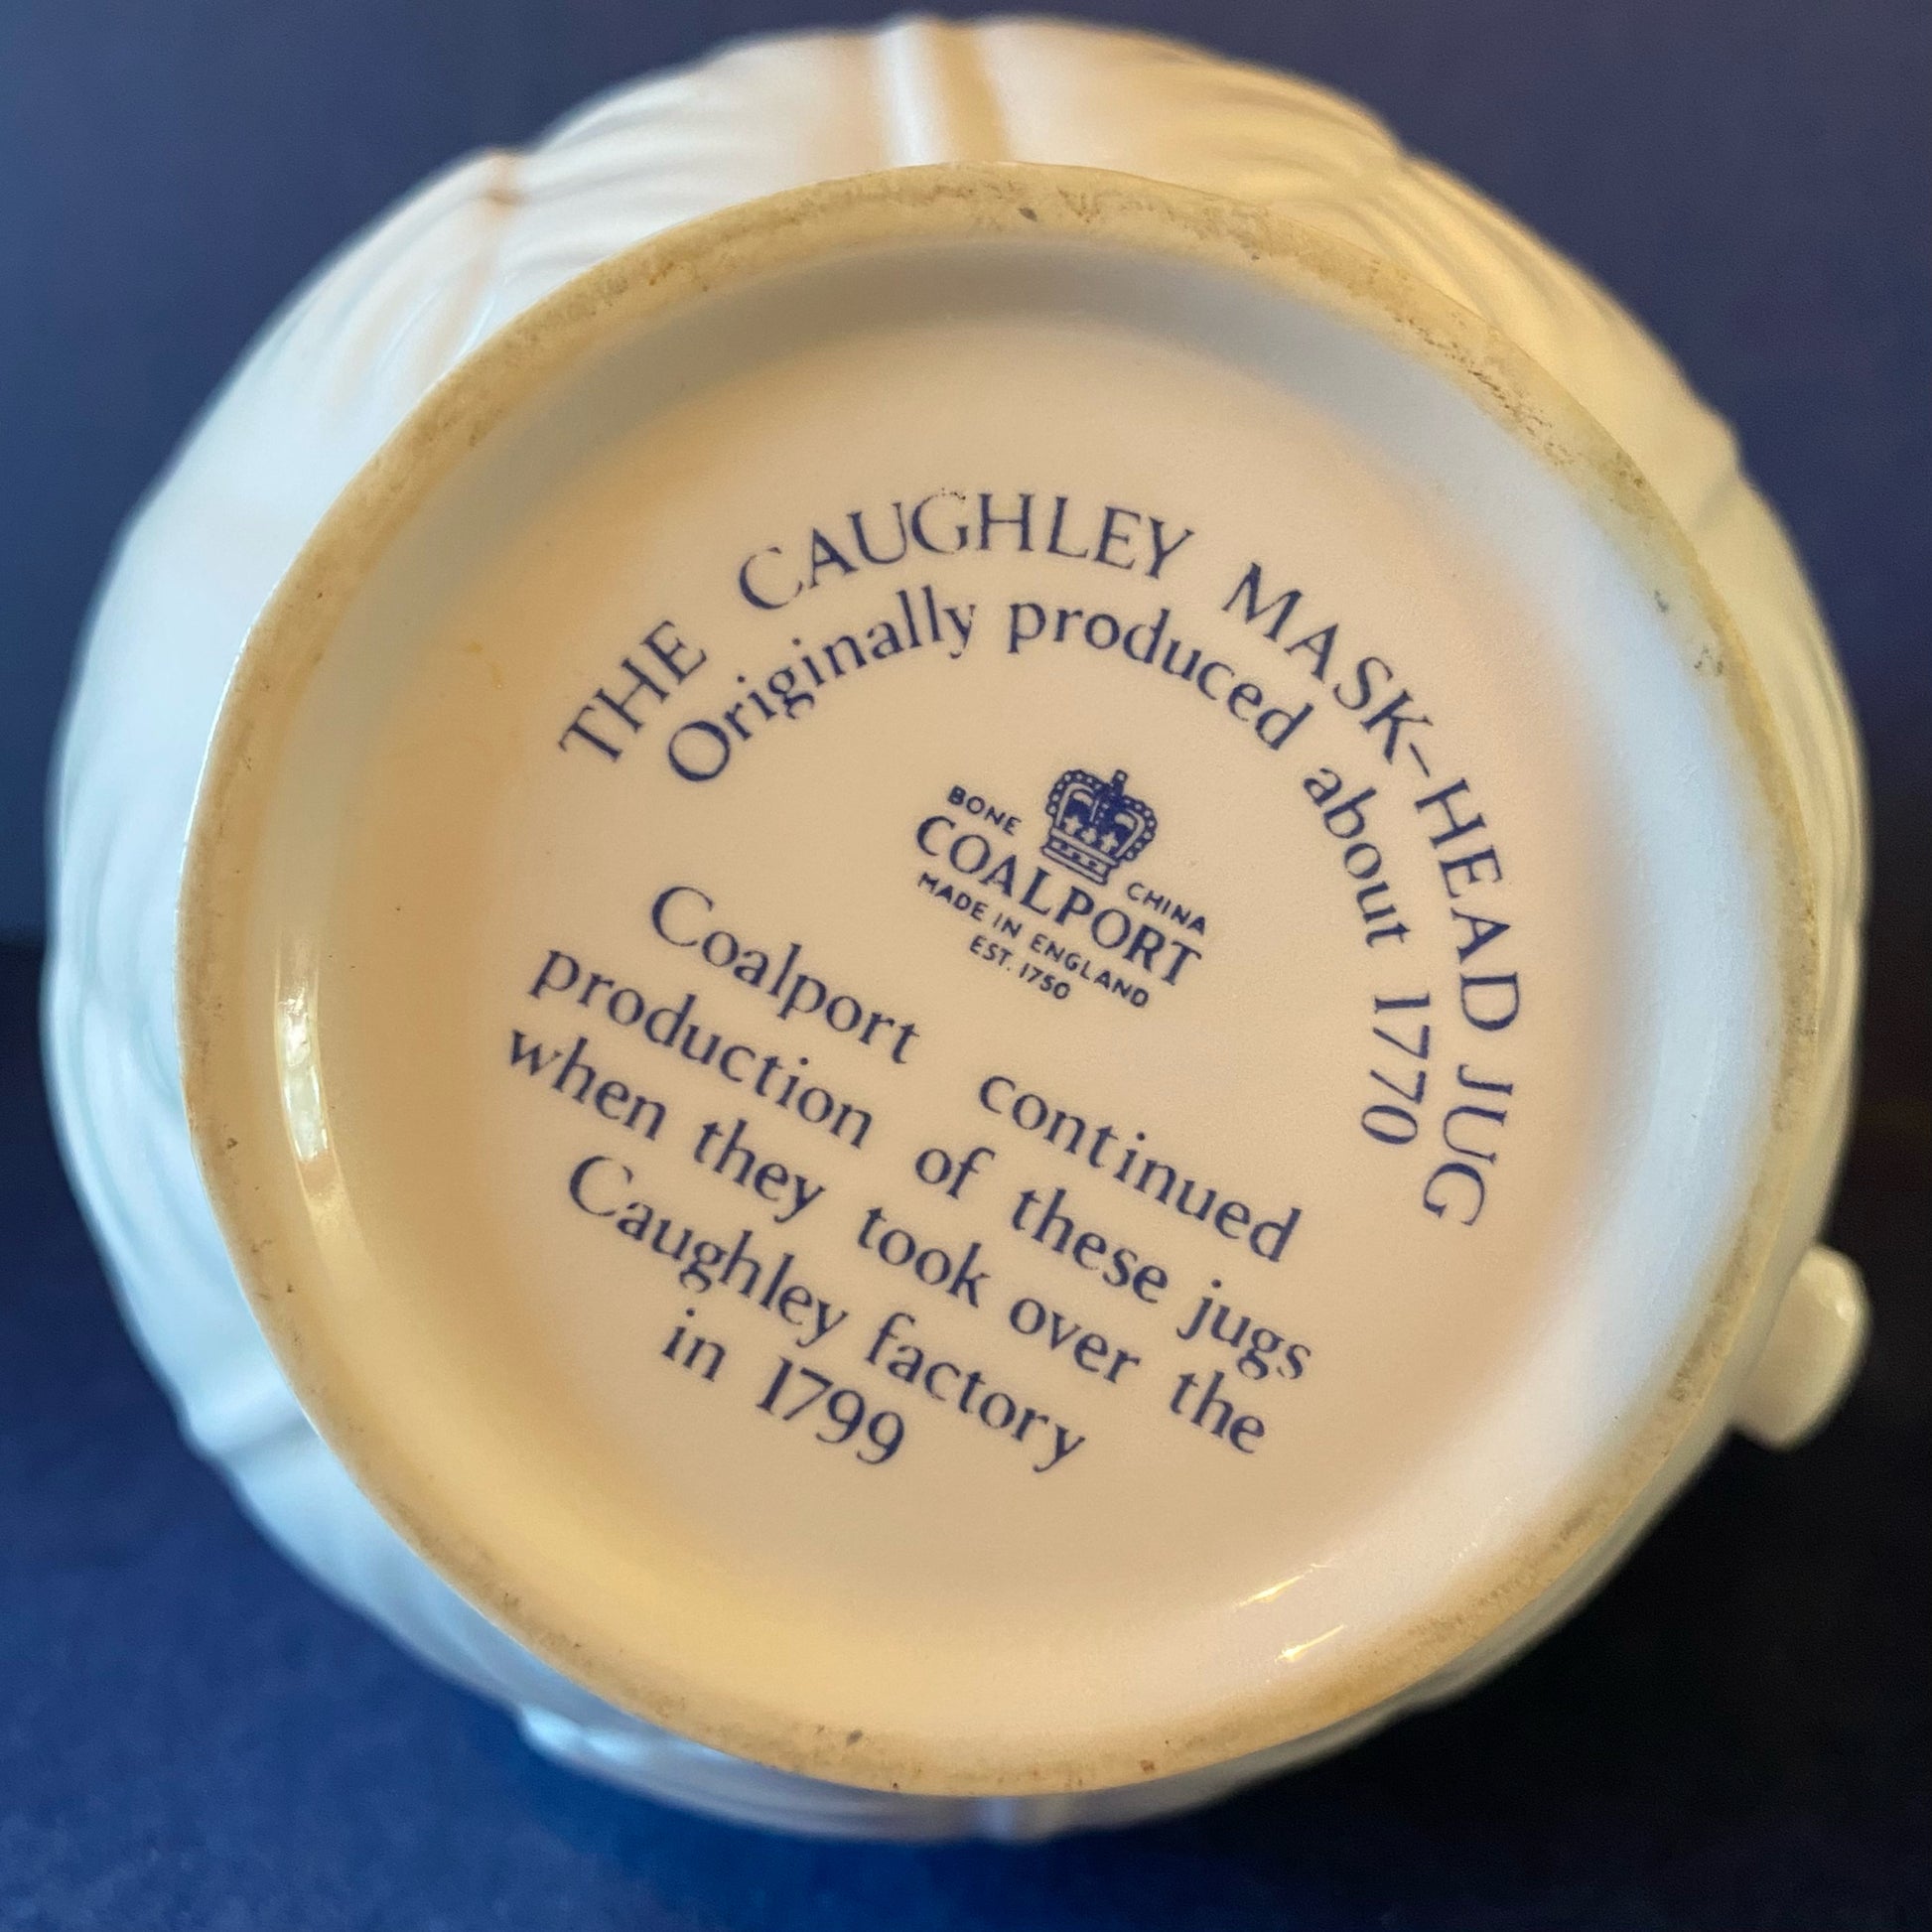 THE CAUGHLEY MASK-HEAD JUG
Originally produced about 1770
BONE CHINA
COALPORT
MADE IN ENGLAND
EST. 1750
Coalport continued
production of these jugs
when they took over the
Caughley factory
in 1799